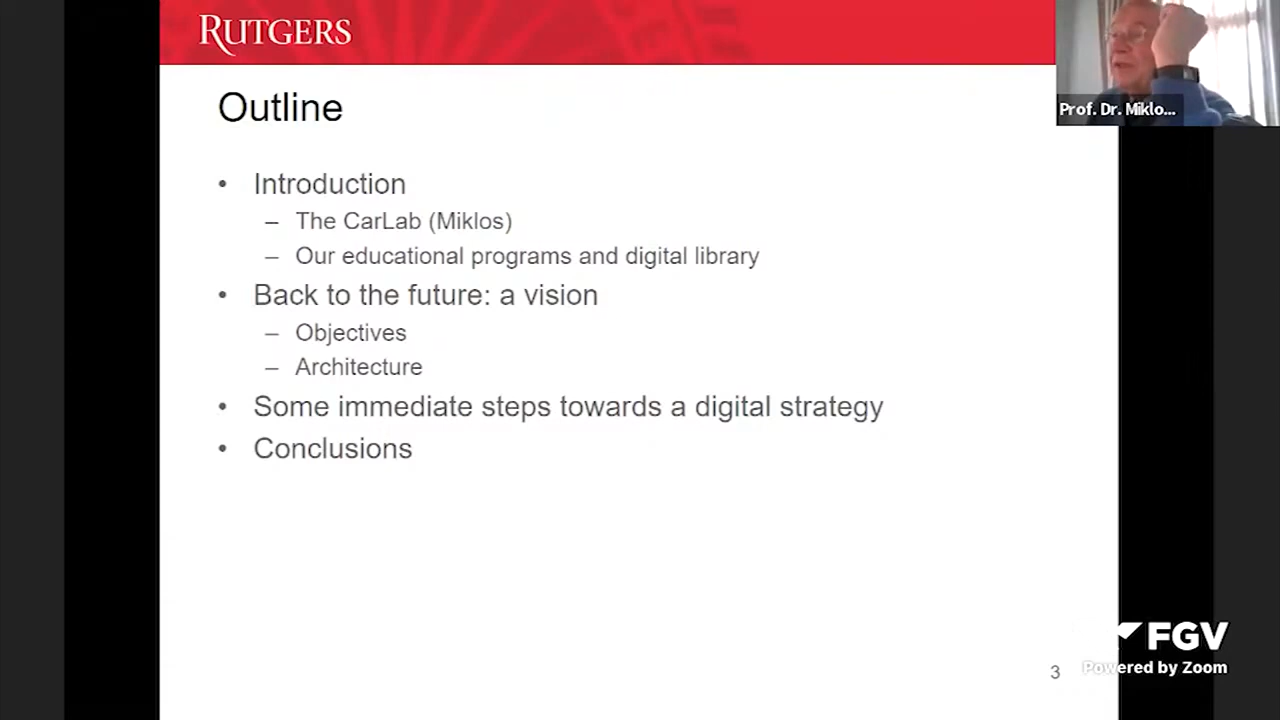 RUTGERS
Prof. Dr. Miklo...
Outline
• Introduction
– The CarLab (Miklos)
– Our educational programs and digital library
• Back to the future: a vision
– Objectives
– Architecture
• Some immediate steps towards a digital strategy
• Conclusions
FGV
3
Powered by Zoom